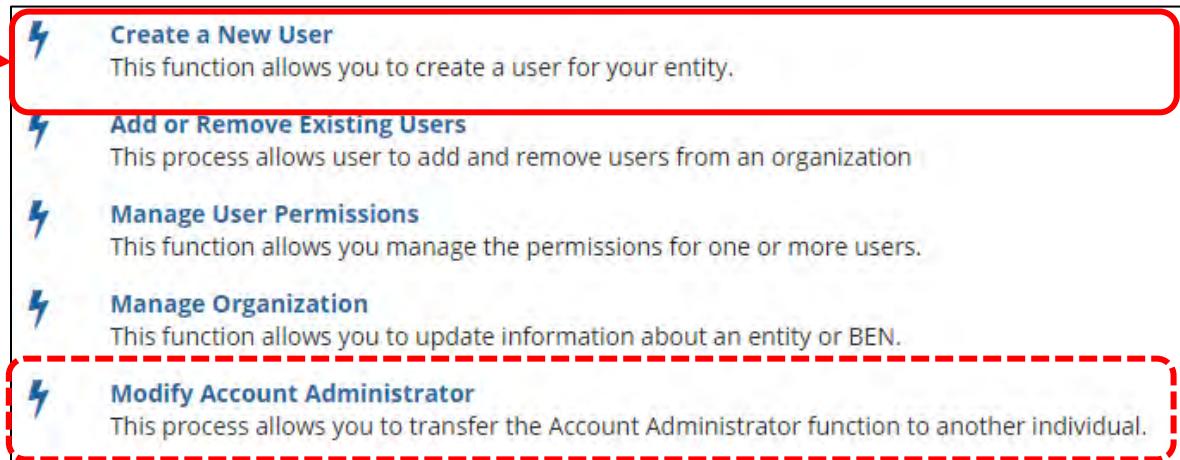 Create a New User
This function allows you to create a user for your entity.
Add or Remove Existing Users
This process allows user to add and remove users from an organization
Manage User Permissions
This function allows you manage the permissions for one or more users.
Manage Organization
This function allows you to update information about an entity or BEN.
Modify Account Administrator
This process allows you to transfer the Account Administrator function to another individual.